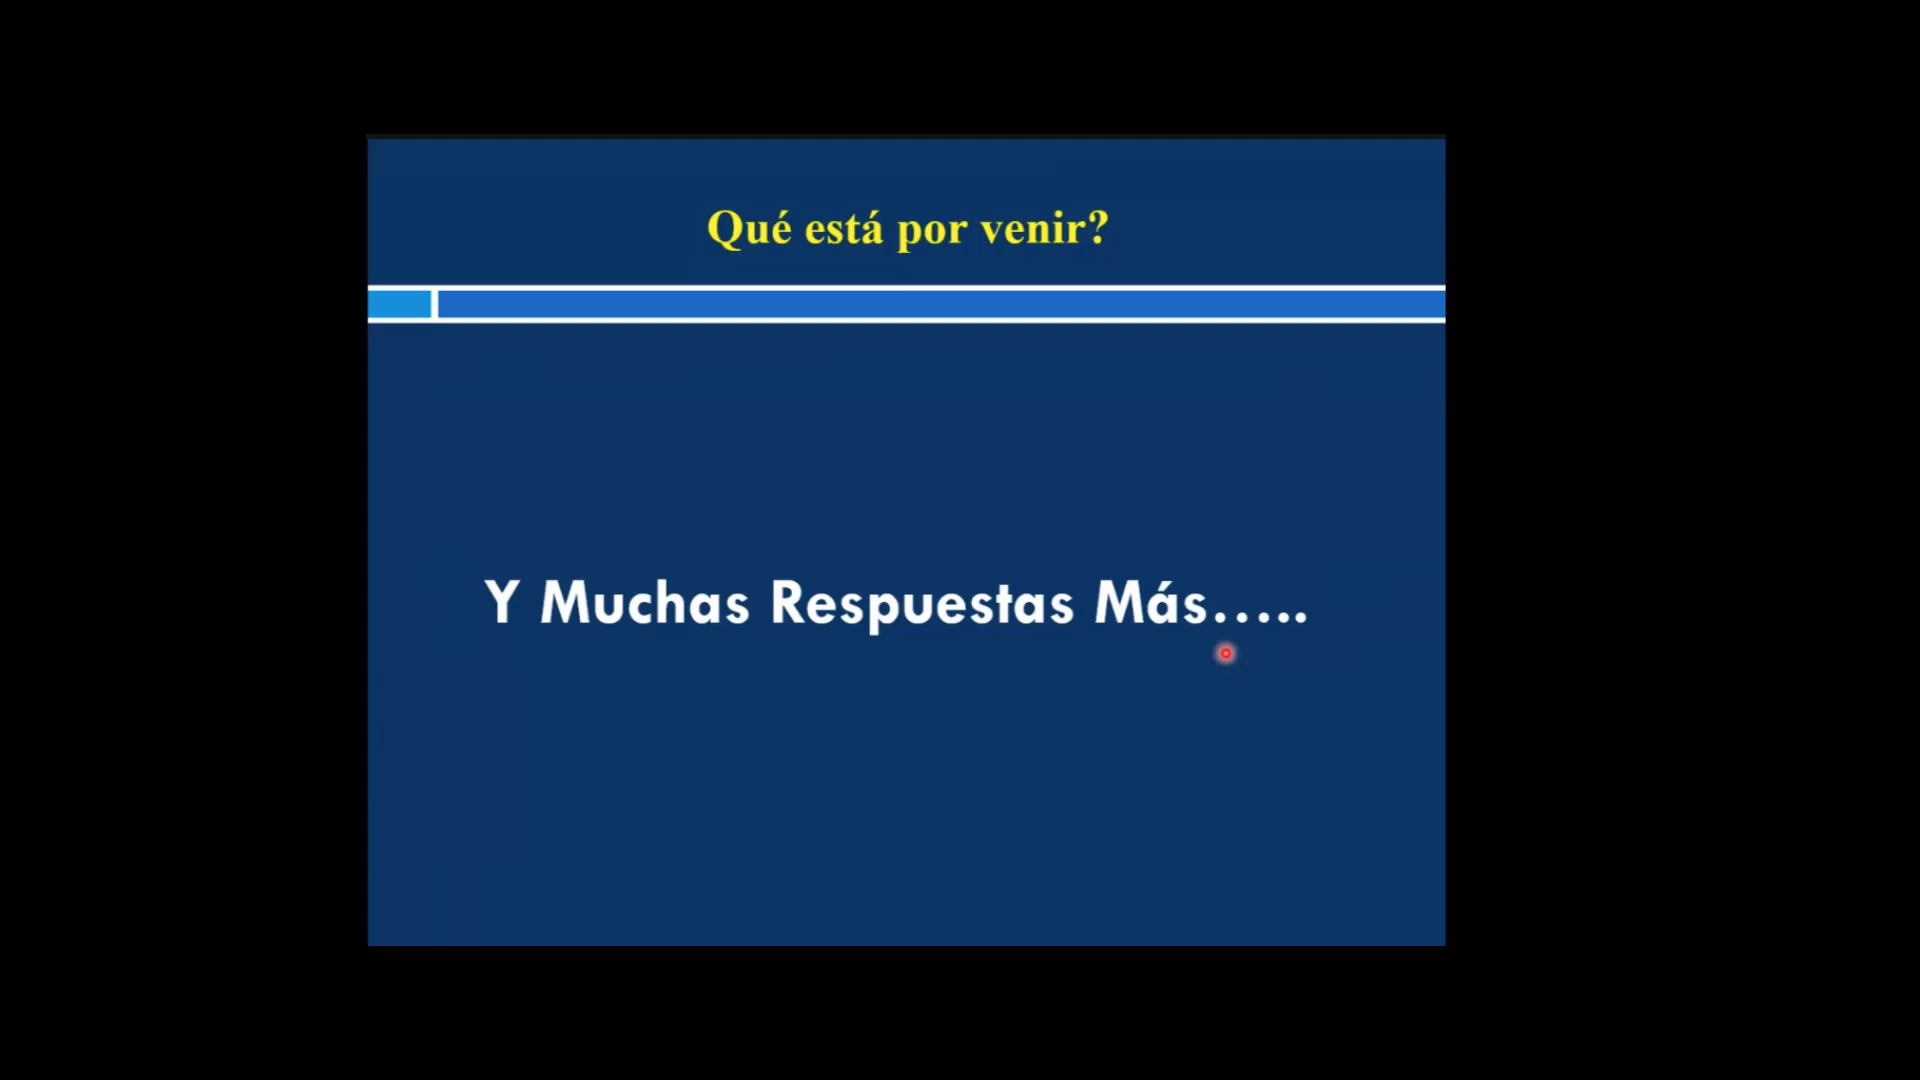 Qué está por venir?
Y Muchas Respuestas Más.....